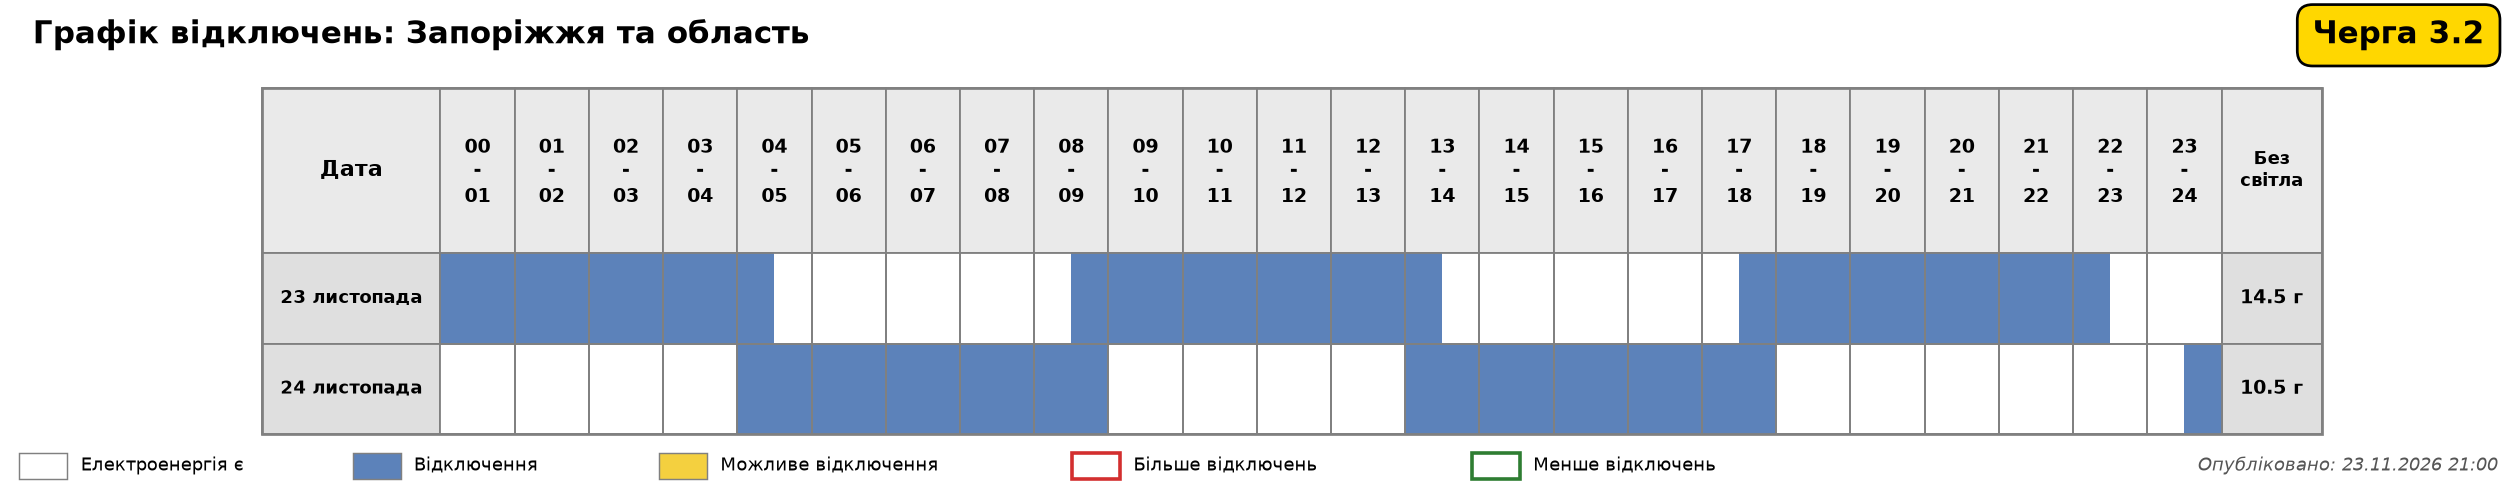 Графік відключень: Запоріжжя та область
Черга 3.2
Дата
00 - 01
01 - 02
02 - 03
03 - 04
04 - 05
05 - 06
06 - 07
07 - 08
08 - 09
09 - 10
10 - 11
11 - 12
12 - 13
13 - 14
14 - 15
15 - 16
16 - 17
17 - 18
18 - 19
19 - 20
20 - 21
21 - 22
22 - 23
23 - 24
Без
світла
23 листопада
14.5 г
24 листопада
10.5 г
Електроенергія є
Відключення
Можливе відключення
Більше відключень
Менше відключень
Опубліковано: 23.11.2026 21:00